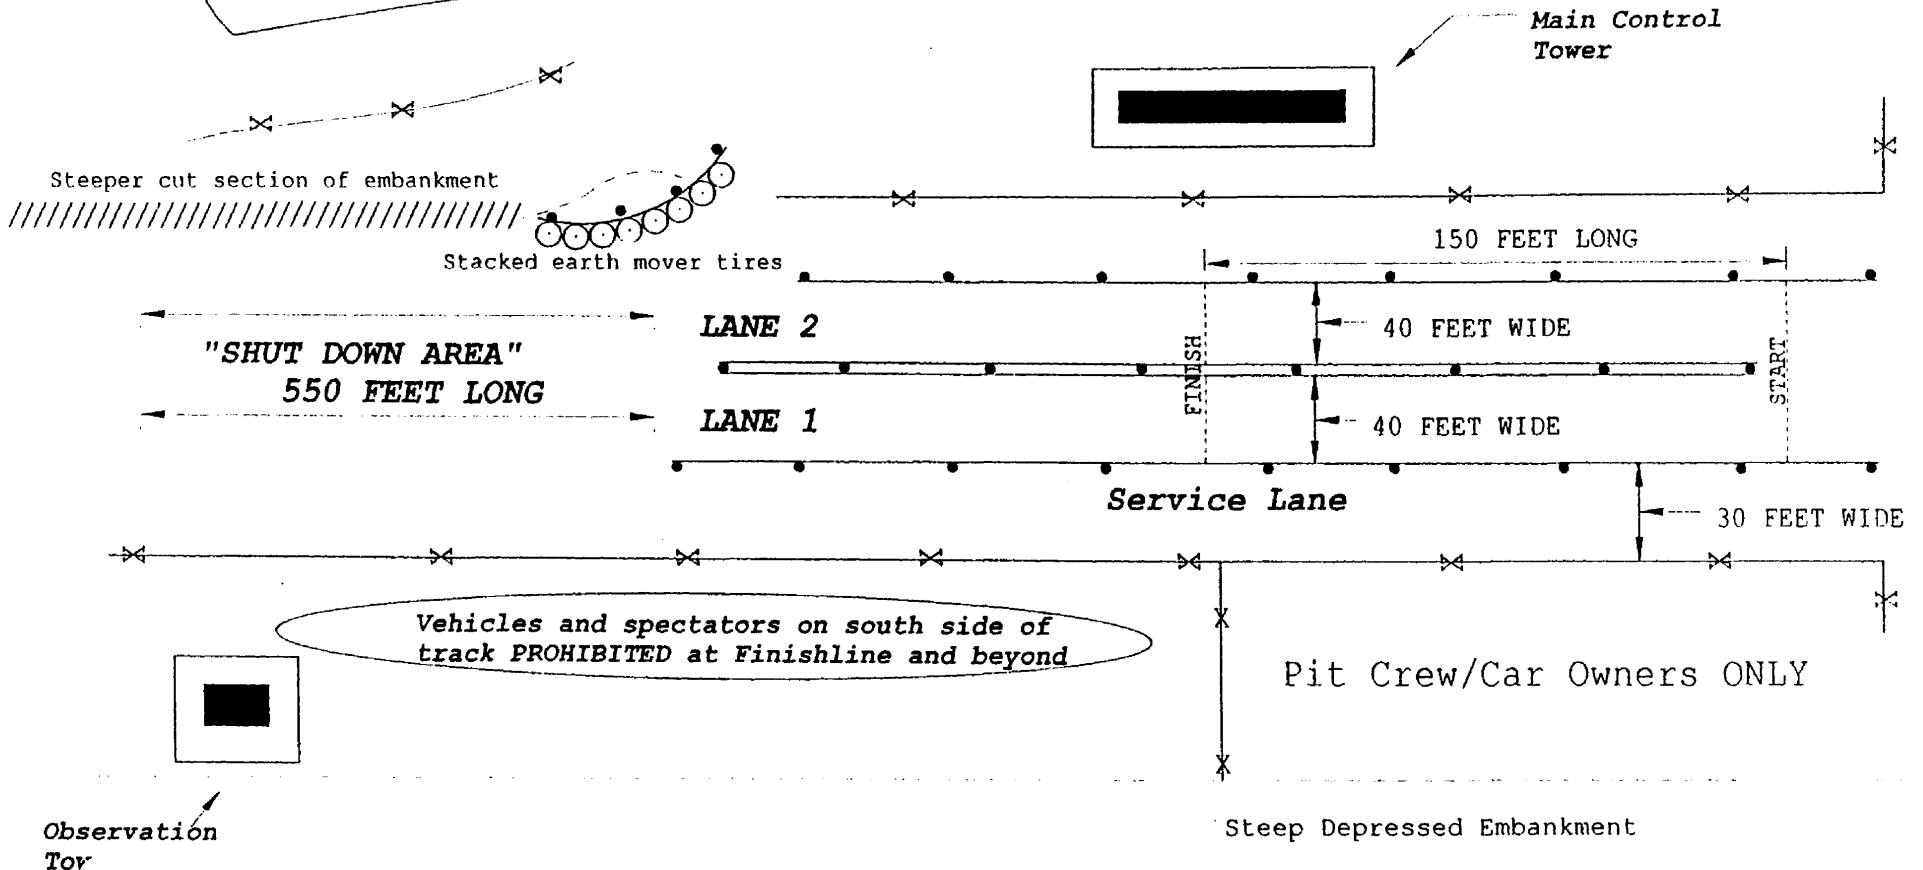 Main Control
Tower
Steeper cut section of embankment
150 FEET LONG
Stacked earth mover tires
LANE 2
40 FEET WIDE
"SHUT DOWN AREA"
550 FEET LONG
FINISH
START
LANE 1
40 FEET WIDE
Service Lane
30 FEET WIDE
Vehicles and spectators on south side of
track PROHIBITED at Finishline and beyond
Pit Crew/Car Owners ONLY
Steep Depressed Embankment
Observation